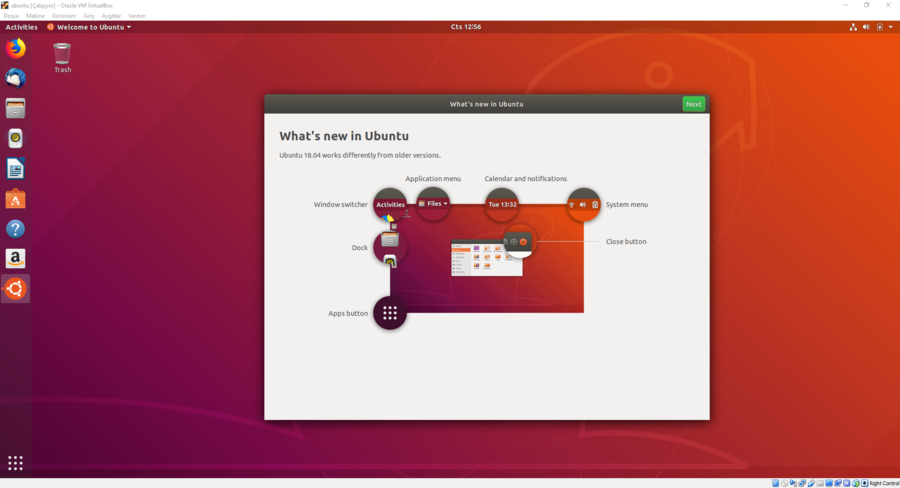 ubuntu [Çalışıyor] - Oracle VM VirtualBox
Dosya Makine Görünüm Giriş Aygıtlar Yardım
Activities Welcome to Ubuntu Cts 12:56
Trash
What's new in Ubuntu Next
What's new in Ubuntu
Ubuntu 18.04 works differently from older versions.
Application menu Calendar and notifications
Window switcher Activities Files Tue 13:32 System menu
Close button
Dock
Apps button
Right Control